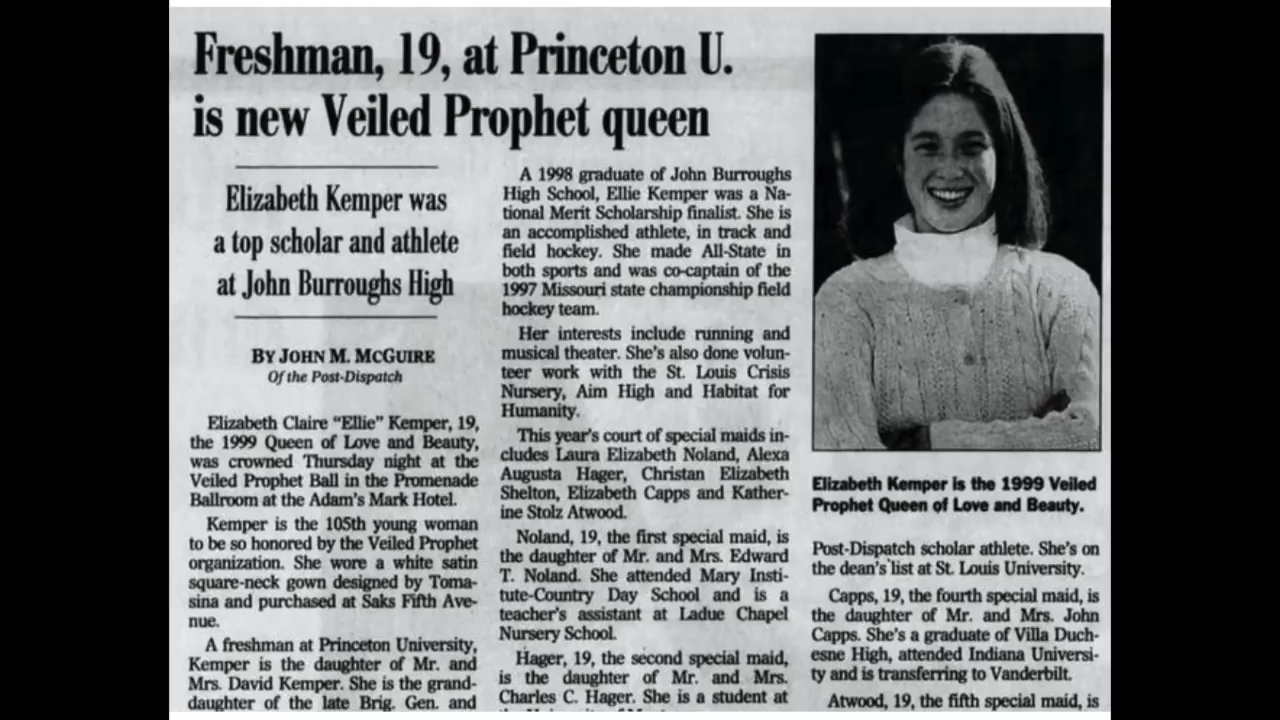 Freshman, 19, at Princeton U.
is new Veiled Prophet queen
Elizabeth Kemper was
a top scholar and athlete
at John Burroughs High
BY JOHN M. MCGUIRE
Of the Post-Dispatch
Elizabeth Claire “Ellie” Kemper, 19,
the 1999 Queen of Love and Beauty,
was crowned Thursday night at the
Veiled Prophet Ball in the Promenade
Ballroom at the Adam's Mark Hotel.
Kemper is the 105th young woman
to be so honored by the Veiled Prophet
organization. She wore a white satin
square-neck gown designed by Toma-
sina and purchased at Saks Fifth Ave-
nue.
A freshman at Princeton University,
Kemper is the daughter of Mr. and
Mrs. David Kemper. She is the grand-
daughter of the late Brig. Gen. and
A 1998 graduate of John Burroughs
High School, Ellie Kemper was a Na-
tional Merit Scholarship finalist. She is
an accomplished athlete, in track and
field hockey. She made All-State in
both sports and was co-captain of the
1997 Missouri state championship field
hockey team.
Her interests include running and
musical theater. She's also done volun-
teer work with the St. Louis Crisis
Nursery, Aim High and Habitat for
Humanity.
This year's court of special maids in-
cludes Laura Elizabeth Noland, Alexa
Augusta Hager, Christan Elizabeth
Shelton, Elizabeth Capps and Kather-
ine Stolz Atwood.
Noland, 19, the first special maid, is
the daughter of Mr. and Mrs. Edward
T. Noland. She attended Mary Insti-
tute-Country Day School and is a
teacher's assistant at Ladue Chapel
Nursery School.
Hager, 19, the second special maid,
is the daughter of Mr. and Mrs.
Charles C. Hager. She is a student at
Elizabeth Kemper is the 1999 Veiled
Prophet Queen of Love and Beauty.
Post-Dispatch scholar athlete. She's on
the dean's list at St. Louis University.
Capps, 19, the fourth special maid, is
the daughter of Mr. and Mrs. John
Capps. She's a graduate of Villa Duch-
esne High, attended Indiana Universi-
ty and is transferring to Vanderbilt.
Atwood, 19, the fifth special maid, is